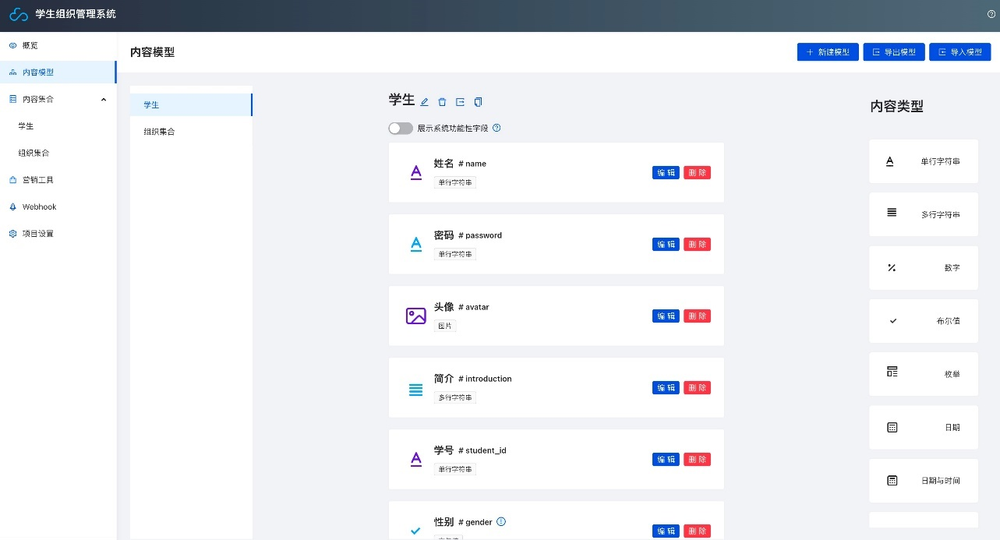 学生组织管理系统
概览
内容模型
内容集合
学生
组织集合
营销工具
Webhook
项目设置
内容模型
新建模型
导出模型
导入模型
学生
组织集合
学生
展示系统功能性字段
姓名 # name
单行字符串
编 辑
删 除
密码 # password
单行字符串
编 辑
删 除
头像 # avatar
图片
编 辑
删 除
简介 # introduction
多行字符串
编 辑
删 除
学号 # student_id
单行字符串
编 辑
删 除
性别 # gender
编 辑
删 除
内容类型
单行字符串
多行字符串
数字
布尔值
枚举
日期
日期与时间